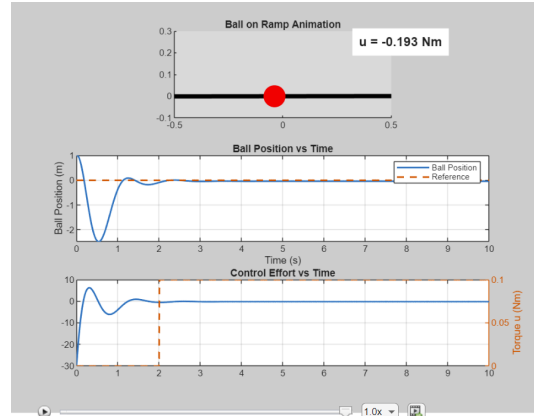 Ball on Ramp Animation
u = -0.193 Nm
0.3
0.2
0.1
0
-0.1
-0.5
0
0.5
Ball Position vs Time
Ball Position (m)
1
0
-1
-2
Ball Position
Reference
0 1 2 3 4 5 6 7 8 9 10
Time (s)
Control Effort vs Time
10
0
-10
-20
-30
0.1
0.05
0
Torque u (Nm)
0 1 2 3 4 5 6 7 8 9 10
1.0x